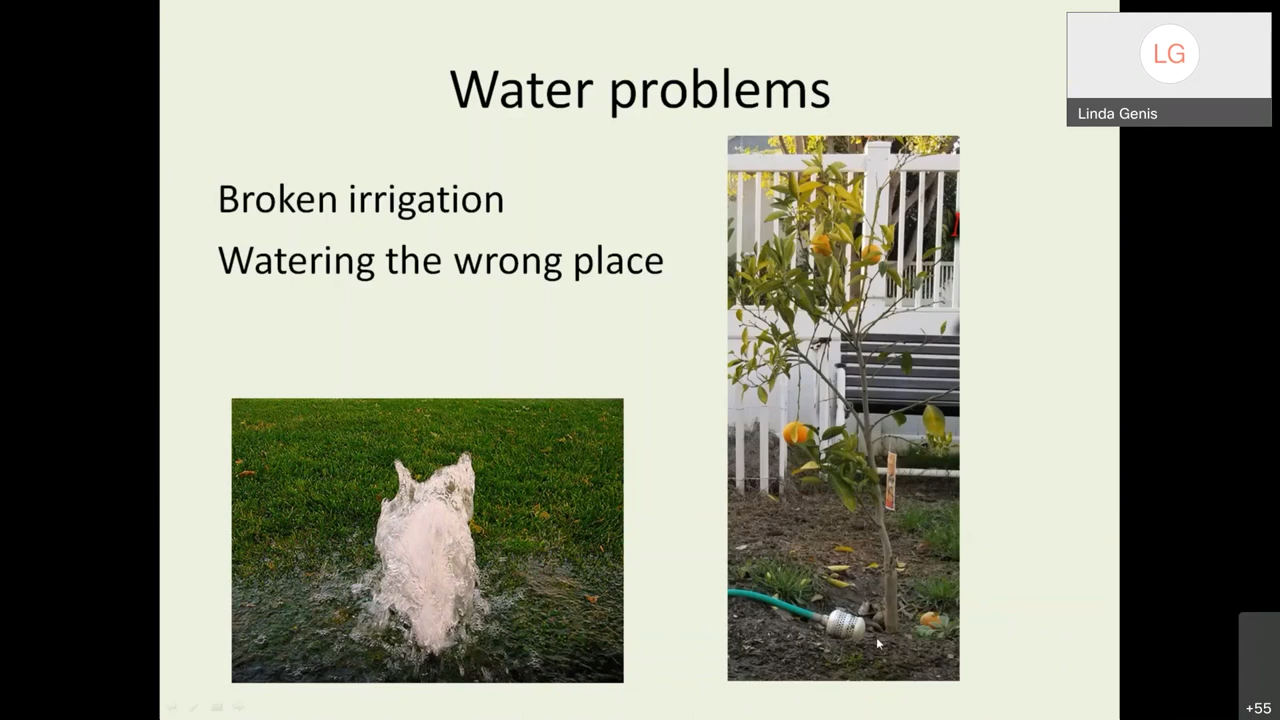 Water problems
Broken irrigation
Watering the wrong place
LG
Linda Genis
+55